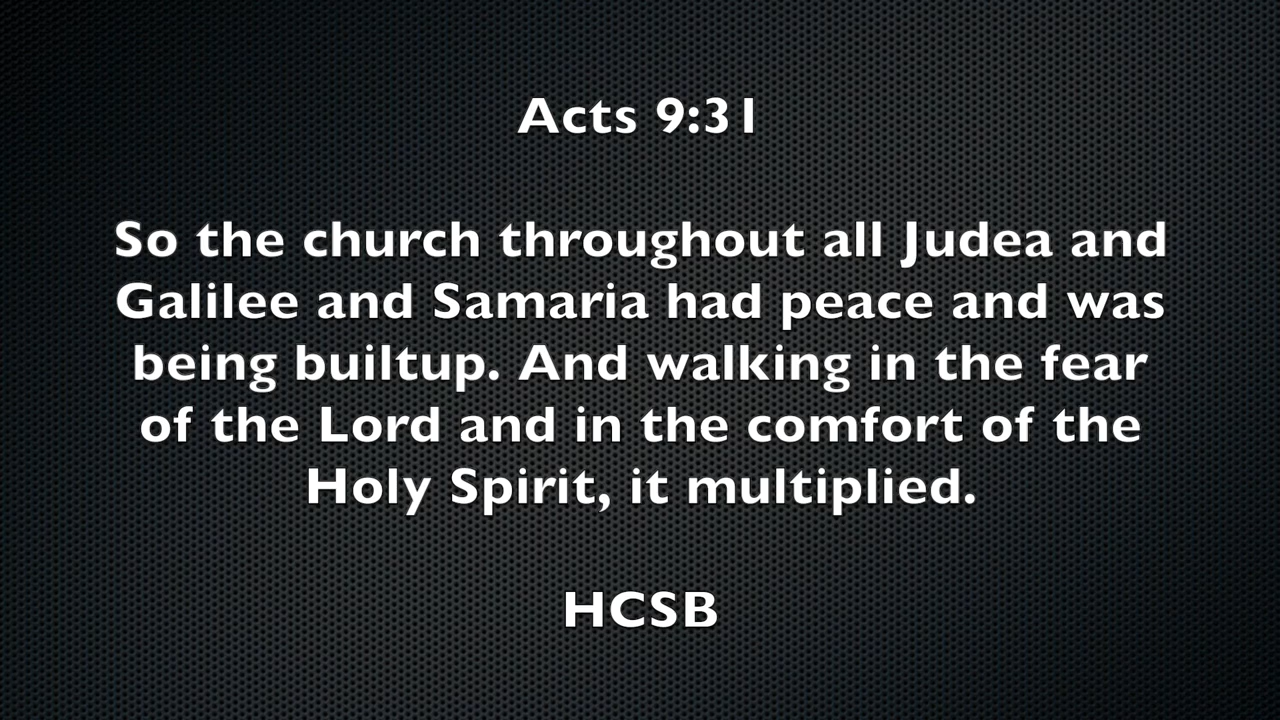 Acts 9:31
So the church throughout all Judea and
Galilee and Samaria had peace and was
being builtup. And walking in the fear
of the Lord and in the comfort of the
Holy Spirit, it multiplied.
HCSB